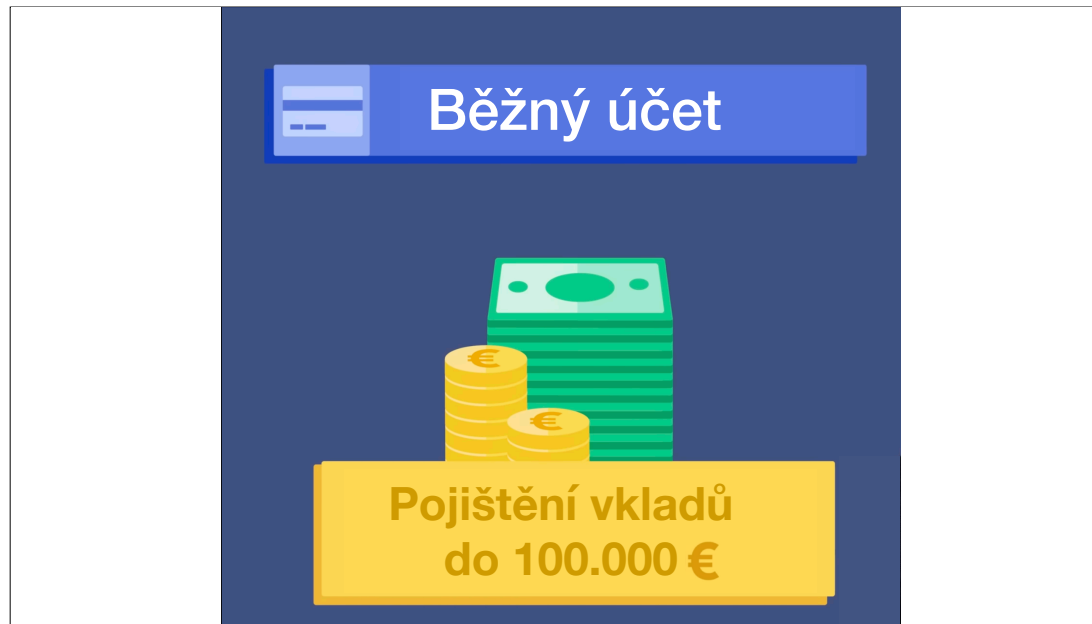 Běžný účet
€
€
Pojištění vkladů
do 100.000 €